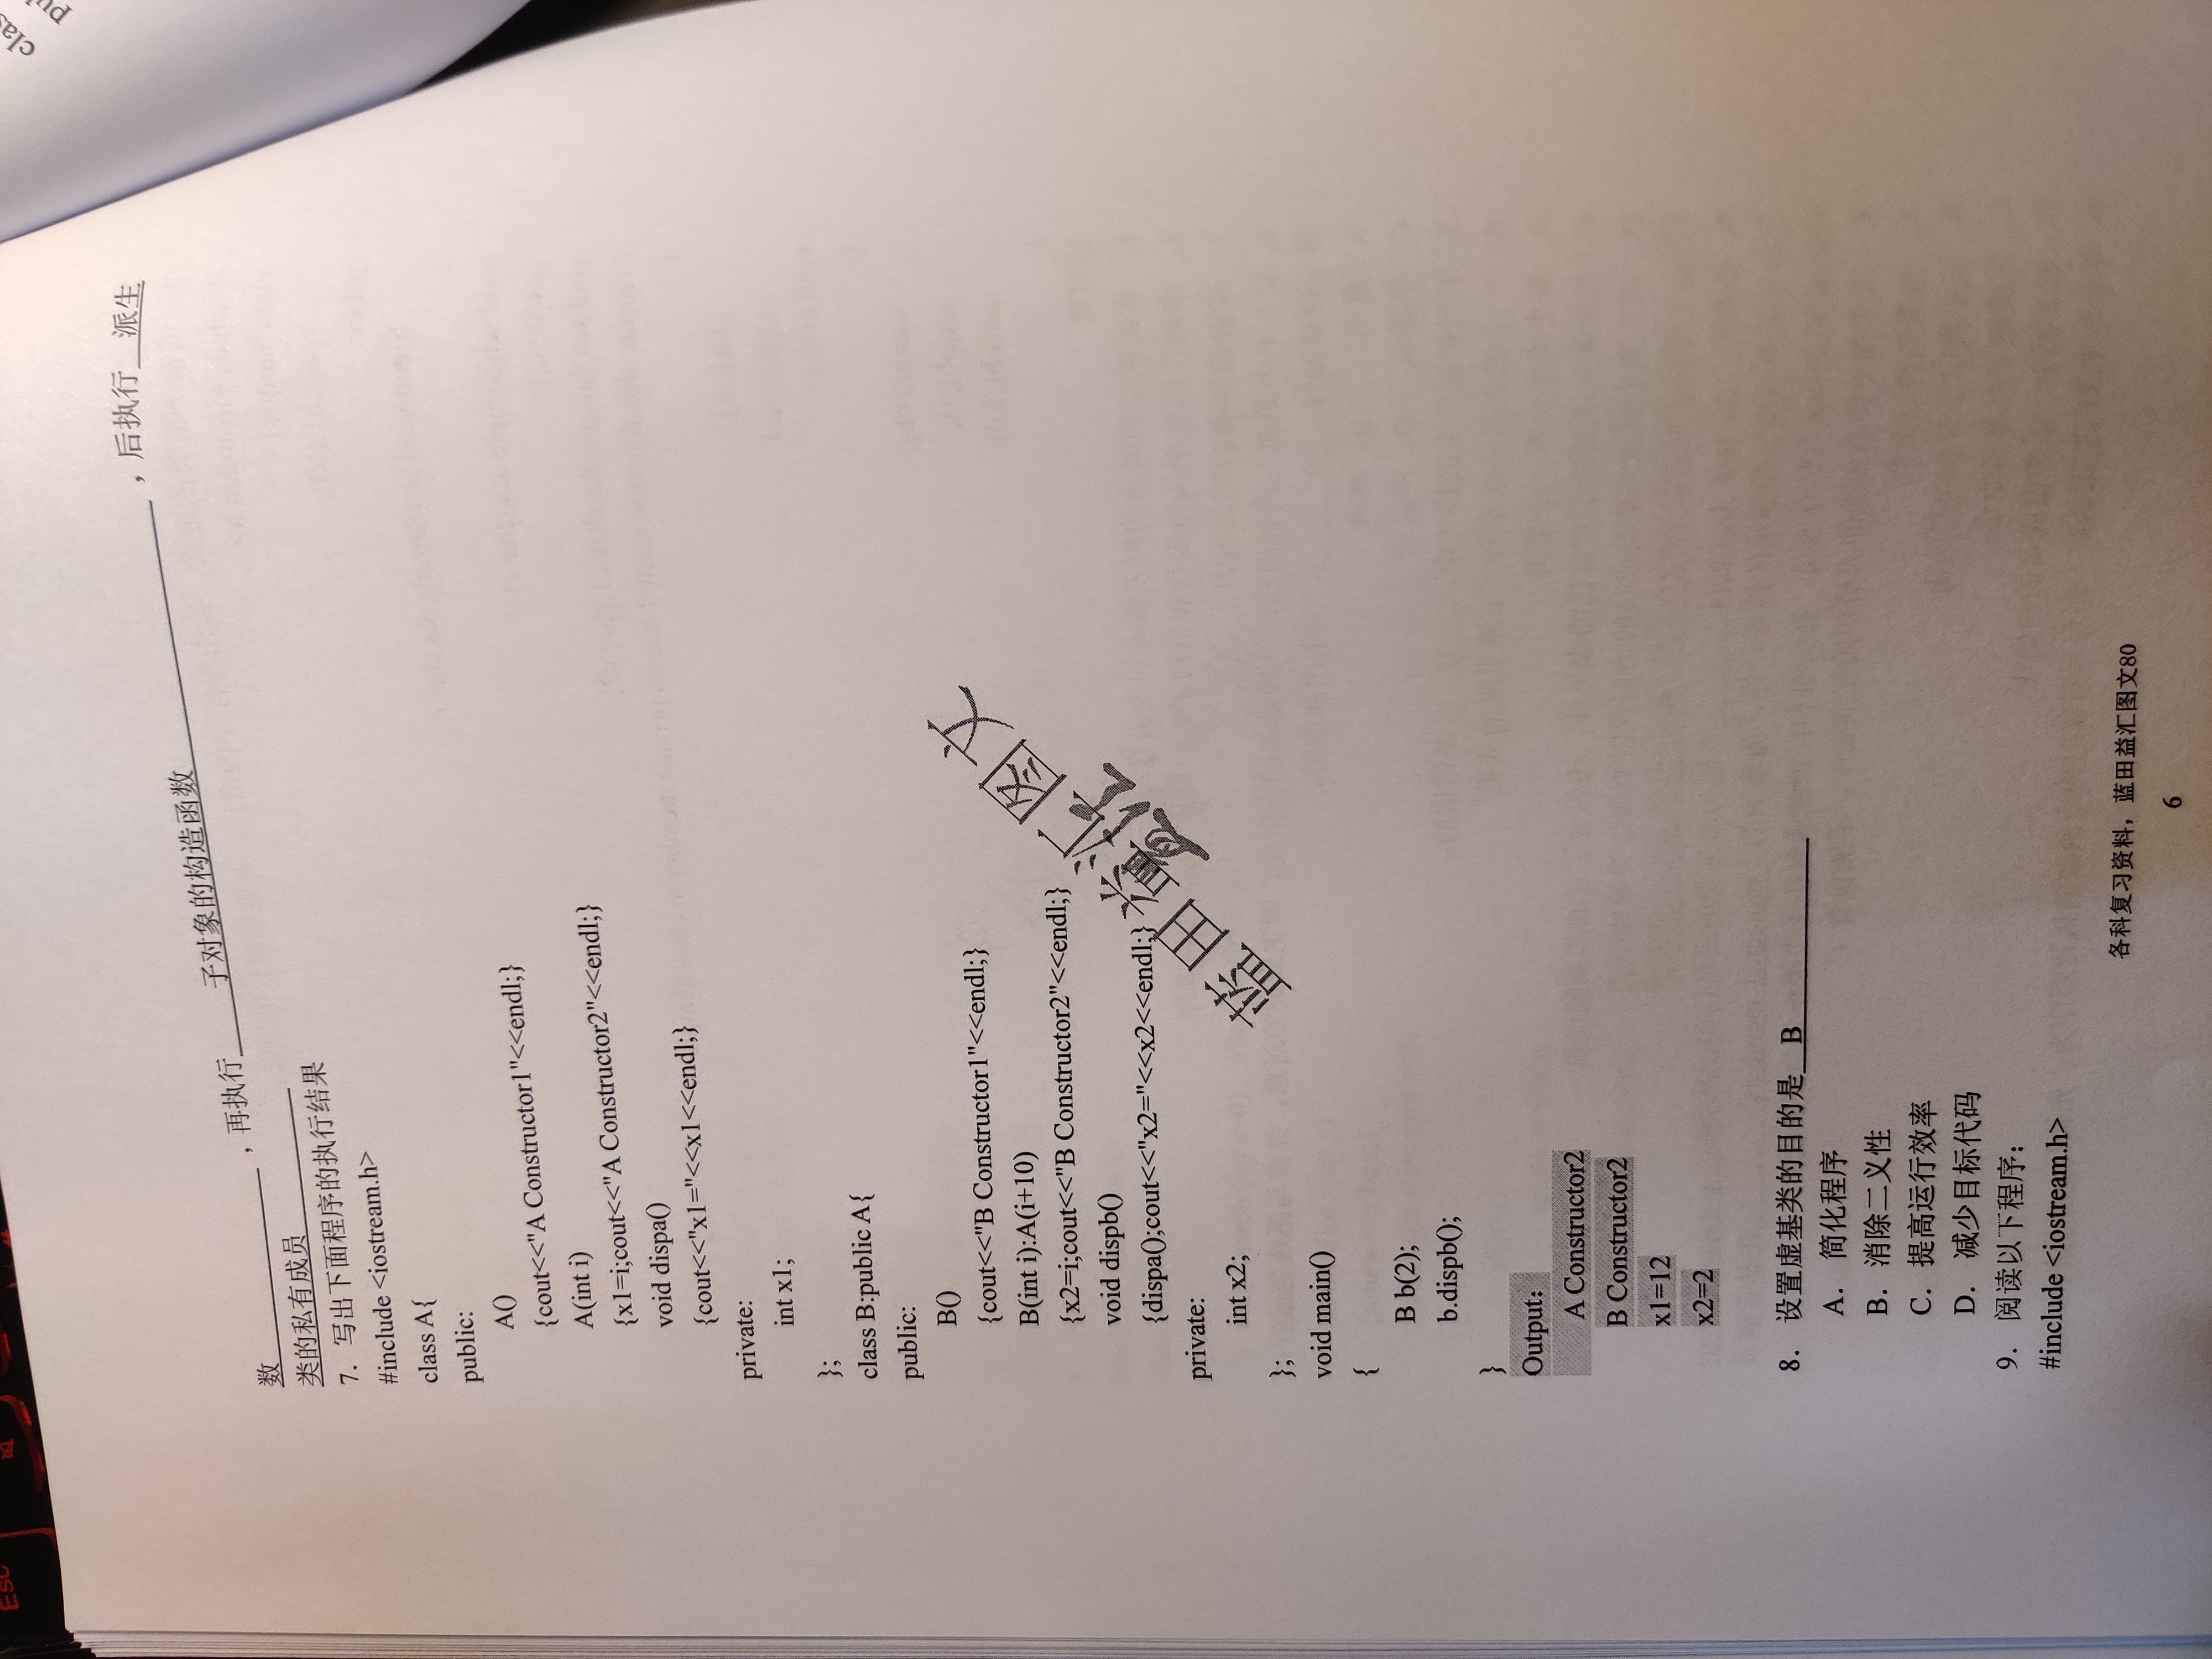 Esc
clas
pu
数 ，再执行 子对象的构造函数 ，后执行 派生
类的私有成员
7. 写出下面程序的执行结果
#include <iostream.h>
class A{
public:
A()
{cout<<"A Constructor1"<<endl;}
A(int i)
{x1=i;cout<<"A Constructor2"<<endl;}
void dispa()
{cout<<"x1="<<x1<<endl;}
private:
int x1;
};
class B:public A{
public:
B()
{cout<<"B Constructor1"<<endl;}
B(int i):A(i+10)
{x2=i;cout<<"B Constructor2"<<endl;}
void dispb()
{dispa();cout<<"x2="<<x2<<endl;}
private:
int x2;
};
void main()
{
B b(2);
b.dispb();
}
Output：
A Constructor2
B Constructor2
x1=12
x2=2
蓝田益汇图文
8. 设置虚基类的目的是 B
A. 简化程序
B. 消除二义性
C. 提高运行效率
D. 减少目标代码
9. 阅读以下程序：
#include <iostream.h>
各科复习资料，蓝田益汇图文80
6